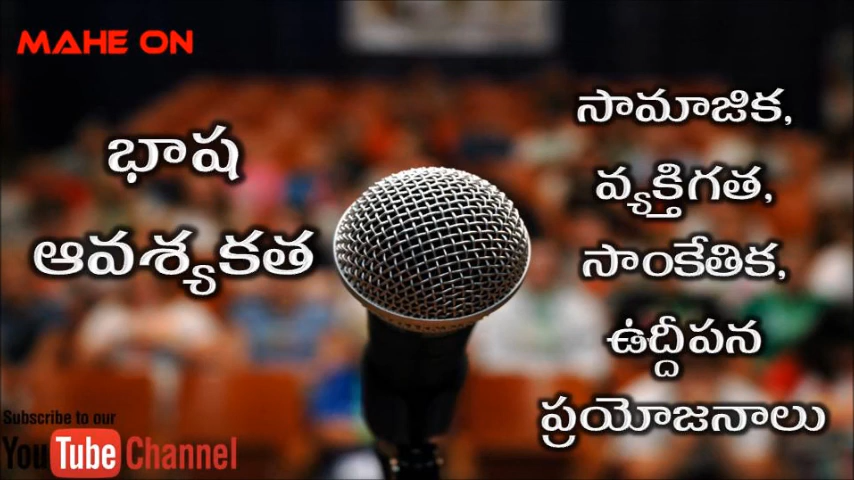 MAHE ON
భాష
ఆవశ్యకత
సామాజిక,
వ్యక్తిగత,
సాంకేతిక,
ఉద్దీపన
ప్రయోజనాలు
Subscribe to our
YouTube Channel